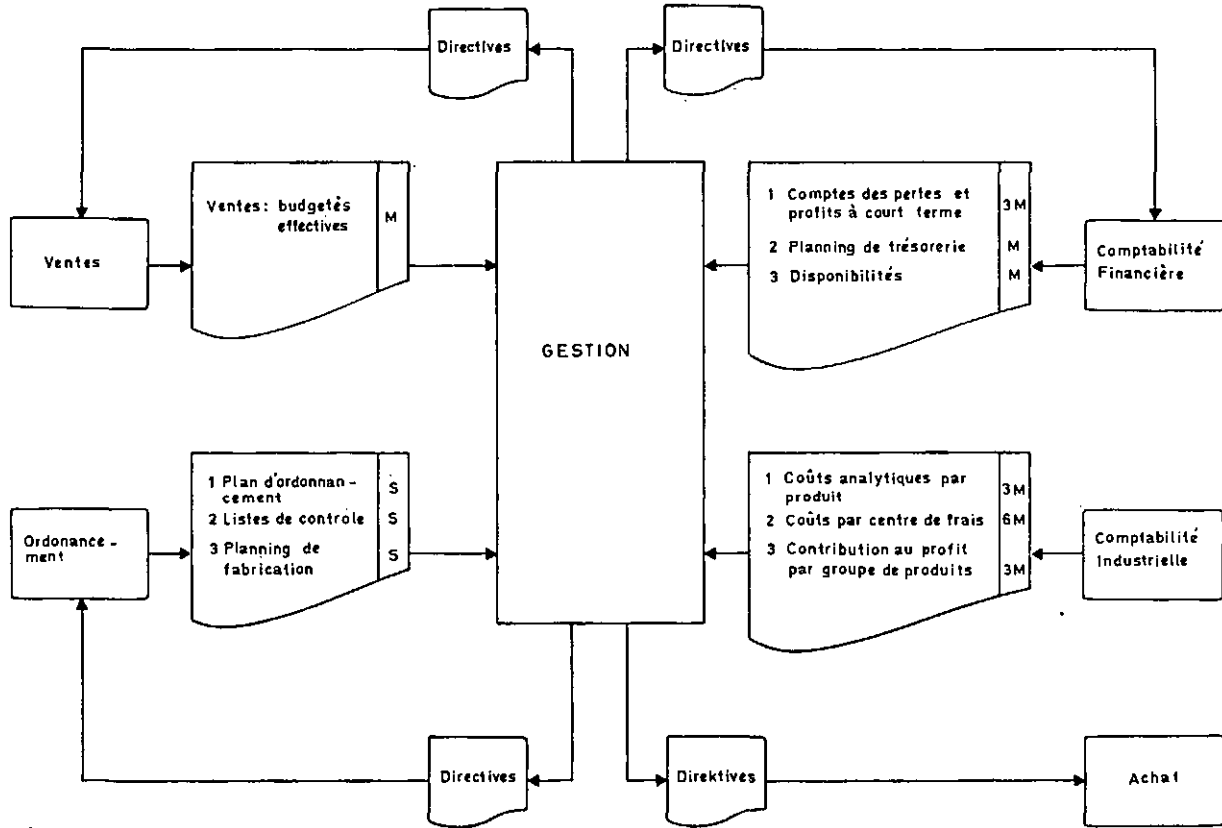 Directives
Directives
Ventes: budgetés
effectives
M
Ventes
1 Comptes des pertes et
profits à court terme
3M
2 Planning de trésorerie
M
3 Disponibilités
M
Comptabilité
Financière
GESTION
1 Plan d'ordonnan-
cement
S
2 Listes de contrôle
S
3 Planning de
fabrication
S
Ordonance-
ment
1 Coûts analytiques par
produit
3M
2 Coûts par centre de frais
6M
3 Contribution au profit
par groupe de produits
3M
Comptabilité
Industrielle
Directives
Direktives
Achat